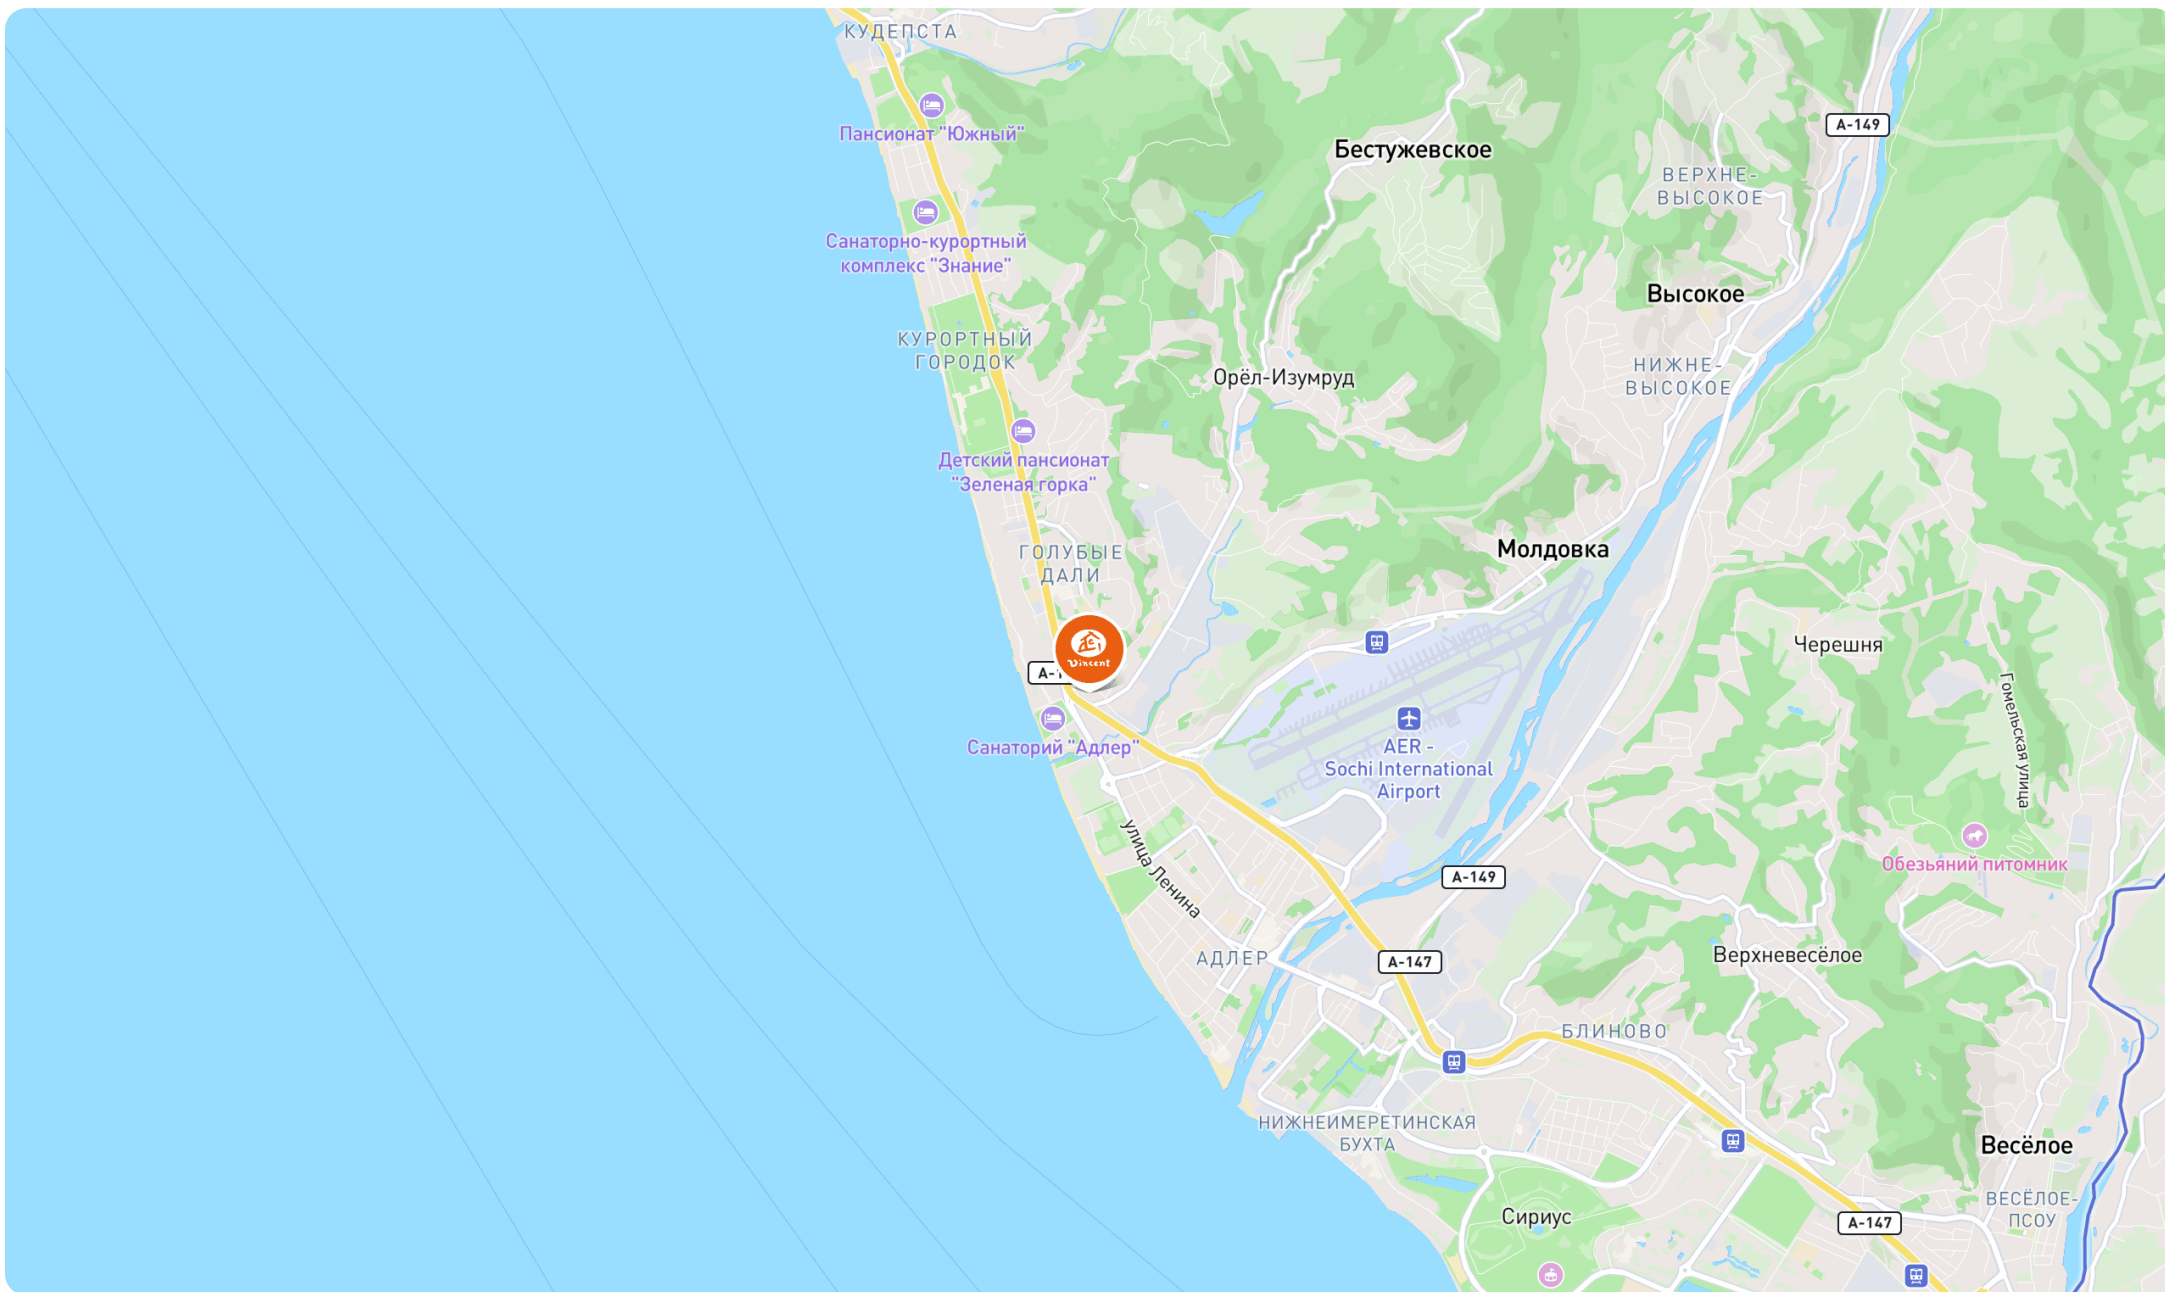 КУДЕПСТА
Пансионат "Южный"
Бестужевское
А-149
ВЕРХНЕ-
ВЫСОКОЕ
Санаторно-курортный
комплекс "Знание"
Высокое
КУРОРТНЫЙ
ГОРОДОК
Орёл-Изумруд
НИЖНЕ-
ВЫСОКОЕ
Детский пансионат
"Зеленая горка"
ГОЛУБЫЕ
ДАЛИ
Молдовка
Vincent
Черешня
Гомельская улица
Санаторий "Адлер"
AER -
Sochi International
Airport
улица Ленина
Обезьяний питомник
А-149
АДЛЕР
А-147
Верхневесёлое
БЛИНОВО
НИЖНЕИМЕРЕТИНСКАЯ
БУХТА
Весёлое
ВЕСЁЛОЕ-
ПСОУ
Сириус
А-147